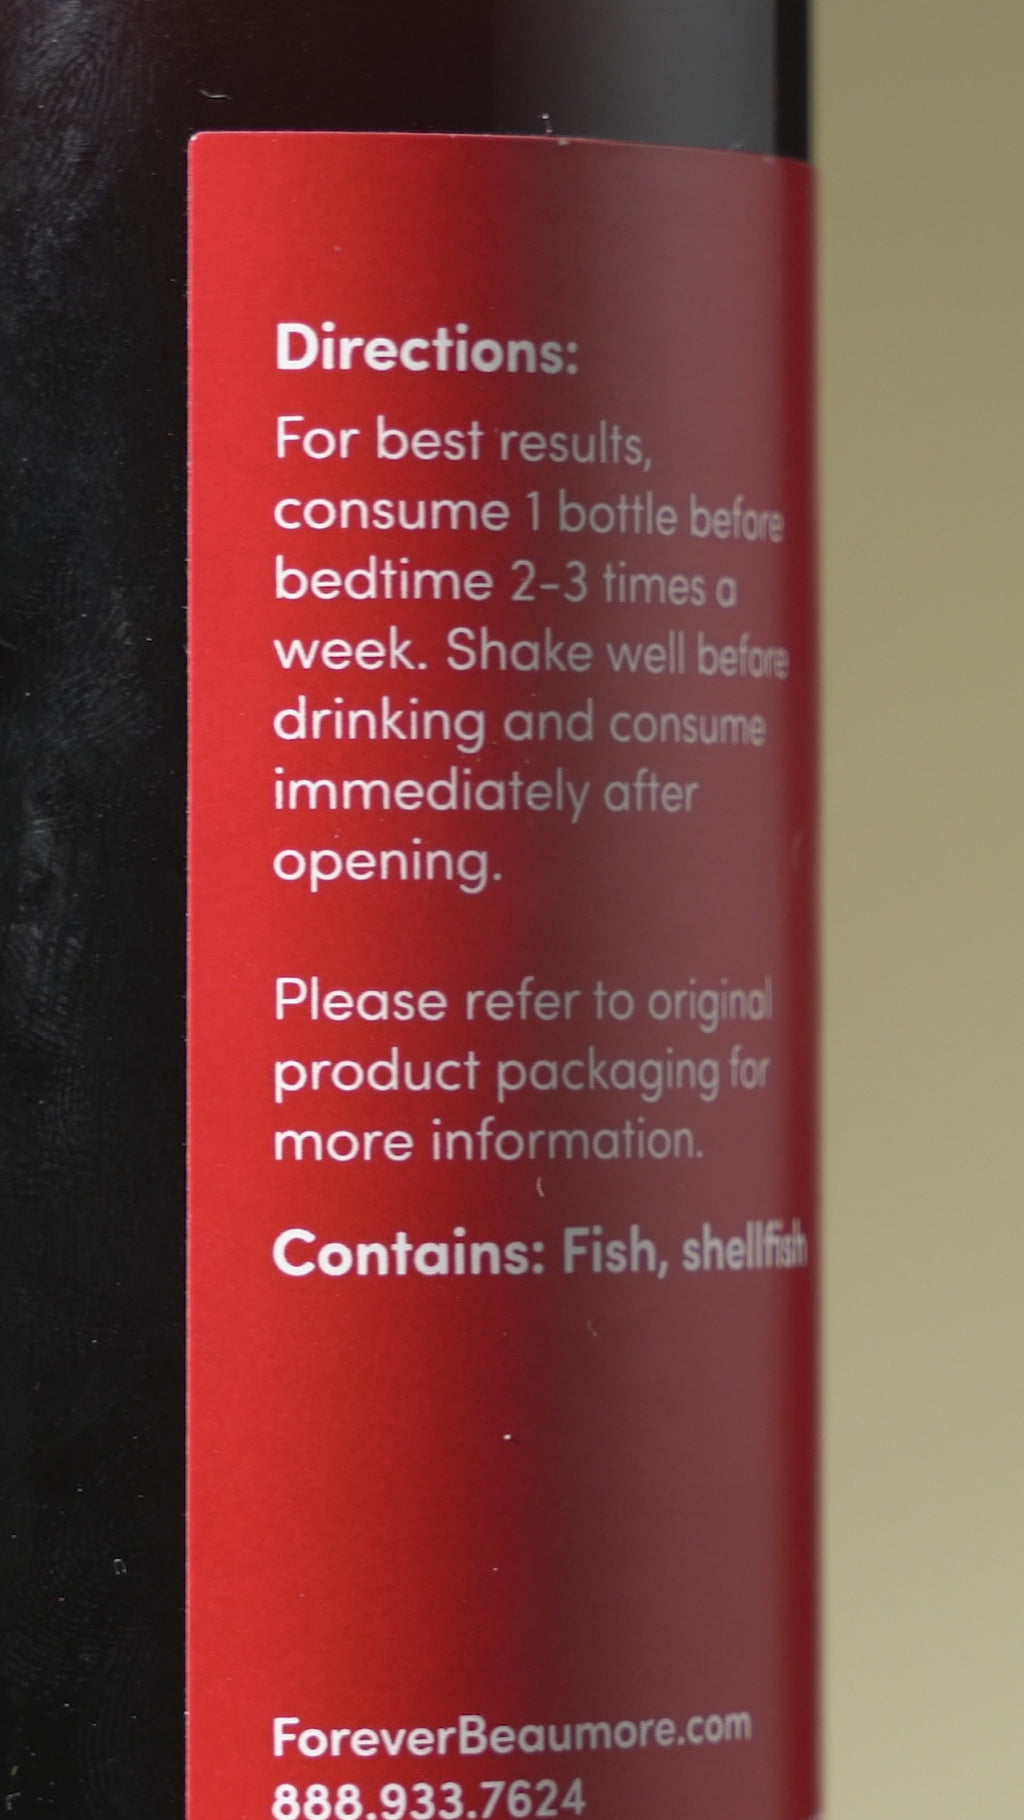 Directions:
For best results,
consume 1 bottle before
bedtime 2-3 times a
week. Shake well before
drinking and consume
immediately after
opening.
Please refer to original
product packaging for
more information.
Contains: Fish, shellfish
ForeverBeaumore.com
888.933.7624